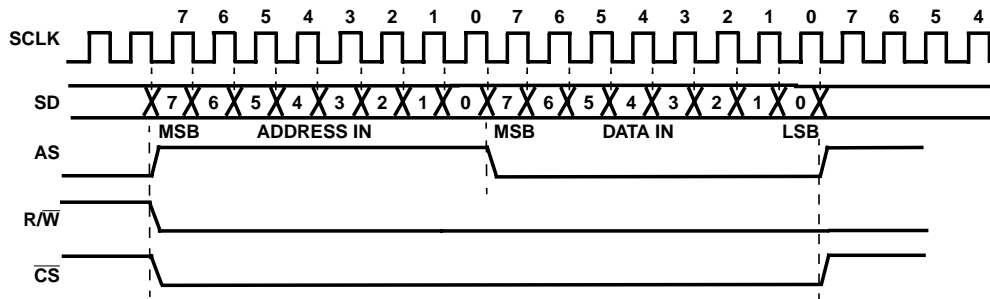 7 6 5 4 3 2 1 0 7 6 5 4 3 2 1 0 7 6 5 4
SCLK
SD 7 6 5 4 3 2 1 0 7 6 5 4 3 2 1 0
MSB ADDRESS IN MSB DATA IN LSB
AS
R/W̅
C̅S̅